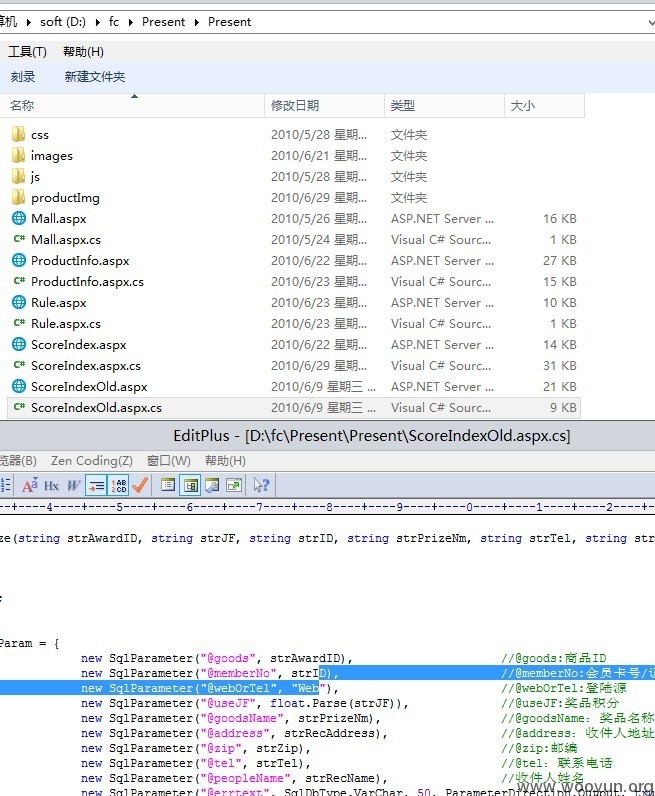 算机 ▸ soft (D:) ▸ fc ▸ Present ▸ Present
工具(T) 帮助(H)
刻录 新建文件夹
名称 修改日期 类型 大小
css 2010/5/28 星期... 文件夹
images 2010/6/21 星期... 文件夹
js 2010/5/28 星期... 文件夹
productImg 2010/6/29 星期... 文件夹
Mall.aspx 2010/5/26 星期... ASP.NET Server ... 16 KB
Mall.aspx.cs 2010/5/24 星期... Visual C# Sourc... 1 KB
ProductInfo.aspx 2010/6/22 星期... ASP.NET Server ... 27 KB
ProductInfo.aspx.cs 2010/6/23 星期... Visual C# Sourc... 15 KB
Rule.aspx 2010/6/23 星期... ASP.NET Server ... 10 KB
Rule.aspx.cs 2010/6/23 星期... Visual C# Sourc... 1 KB
ScoreIndex.aspx 2010/6/22 星期... ASP.NET Server ... 14 KB
ScoreIndex.aspx.cs 2010/6/29 星期... Visual C# Sourc... 31 KB
ScoreIndexOld.aspx 2010/6/9 星期三 ... ASP.NET Server ... 21 KB
ScoreIndexOld.aspx.cs 2010/6/9 星期三 ... Visual C# Sourc... 9 KB
EditPlus - [D:\fc\Present\Present\ScoreIndexOld.aspx.cs]
览器(B) Zen Coding(Z) 窗口(W) 帮助(H)
----4----+----5----+----6----+----7----+----8----+----9----+----0----+----1----+----2--
ze(string strAwardID, string strJF, string strID, string strPrizeNm, string strTel, string str
;
Param = {
new SqlParameter("@goods", strAwardID), //@goods:商品ID
new SqlParameter("@memberNo", strID), //@memberNo:会员卡号/
new SqlParameter("@webOrTel", "Web"), //@webOrTel:登陆源
new SqlParameter("@useJF", float.Parse(strJF)), //@useJF:奖品积分
new SqlParameter("@goodsName", strPrizeNm), //@goodsName: 奖品名称
new SqlParameter("@address", strRecAddress), //@address: 收件人地址
new SqlParameter("@zip", strZip), //@zip:邮编
new SqlParameter("@tel", strTel), //@tel: 联系电话
new SqlParameter("@peopleName", strRecName), //收件人姓名
new SqlParameter("@errtext", SqlDbType.VarChar, 50, ParameterDirection.Output,
www.wooyun.org